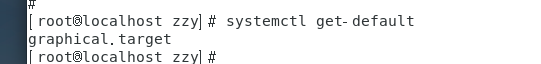 #
[root@localhost zzy]# systemctl get-default
graphical.target
[root@localhost zzy]#